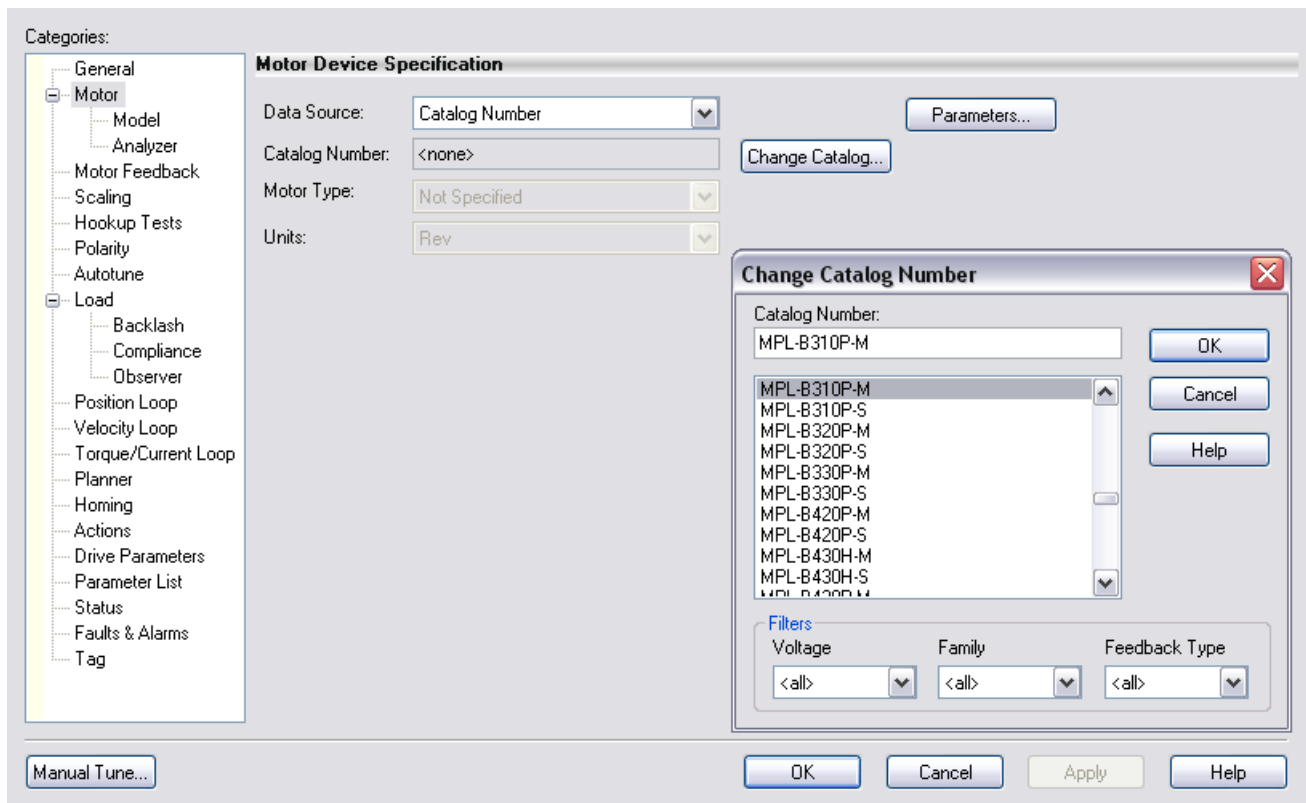 Categories:
General
Motor
Model
Analyzer
Motor Feedback
Scaling
Hookup Tests
Polarity
Autotune
Load
Backlash
Compliance
Observer
Position Loop
Velocity Loop
Torque/Current Loop
Planner
Homing
Actions
Drive Parameters
Parameter List
Status
Faults & Alarms
Tag
Motor Device Specification
Data Source: Catalog Number Parameters...
Catalog Number: <none> Change Catalog...
Motor Type: Not Specified
Units: Rev
Change Catalog Number
Catalog Number:
MPL-B310P-M OK
MPL-B310P-M Cancel
MPL-B310P-S
MPL-B320P-M
MPL-B320P-S Help
MPL-B330P-M
MPL-B330P-S
MPL-B420P-M
MPL-B420P-S
MPL-B430H-M
MPL-B430H-S
Filters
Voltage Family Feedback Type
<all> <all> <all>
Manual Tune... OK Cancel Apply Help